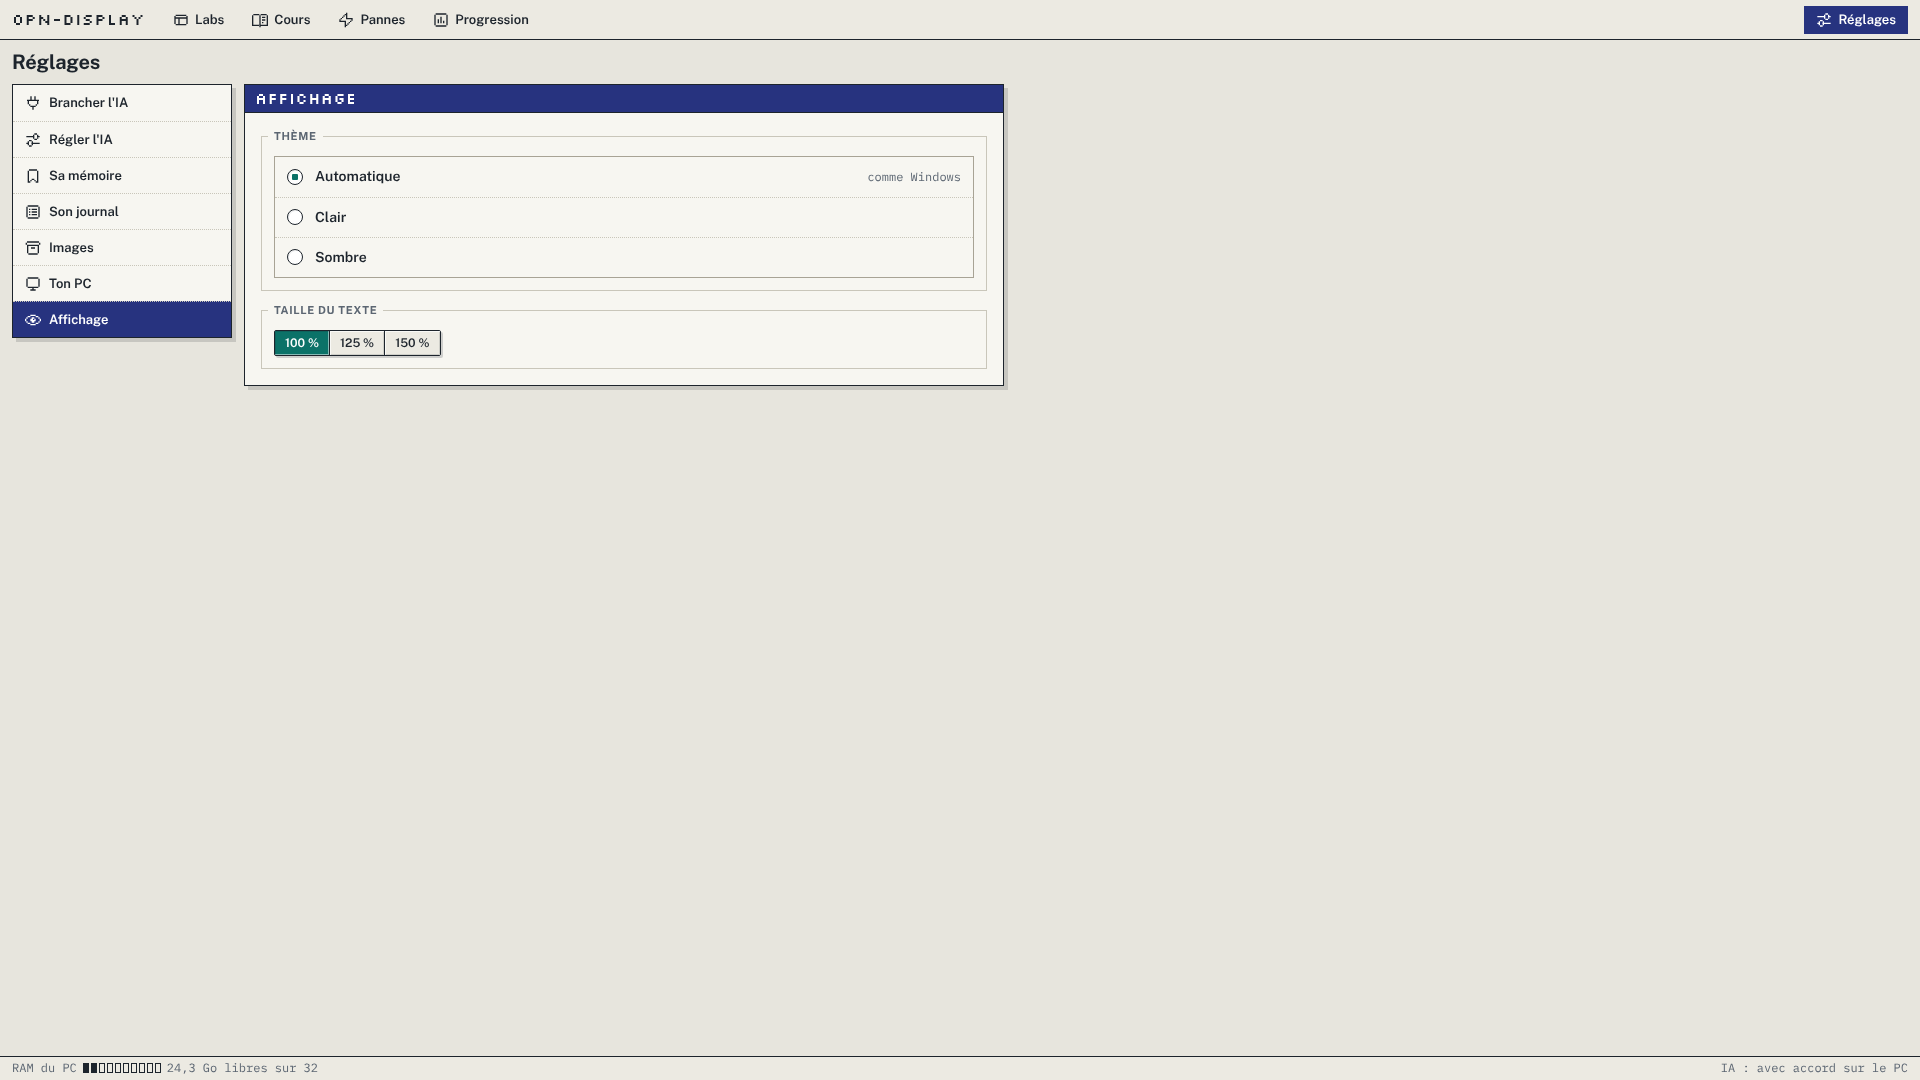 OPN-DISPLAY Labs Cours Pannes Progression Réglages
Réglages
Brancher l'IA
Régler l'IA
Sa mémoire
Son journal
Images
Ton PC
Affichage
AFFICHAGE
THÈME
Automatique comme Windows
Clair
Sombre
TAILLE DU TEXTE
100 % 125 % 150 %
RAM du PC 24,3 Go libres sur 32 IA : avec accord sur le PC